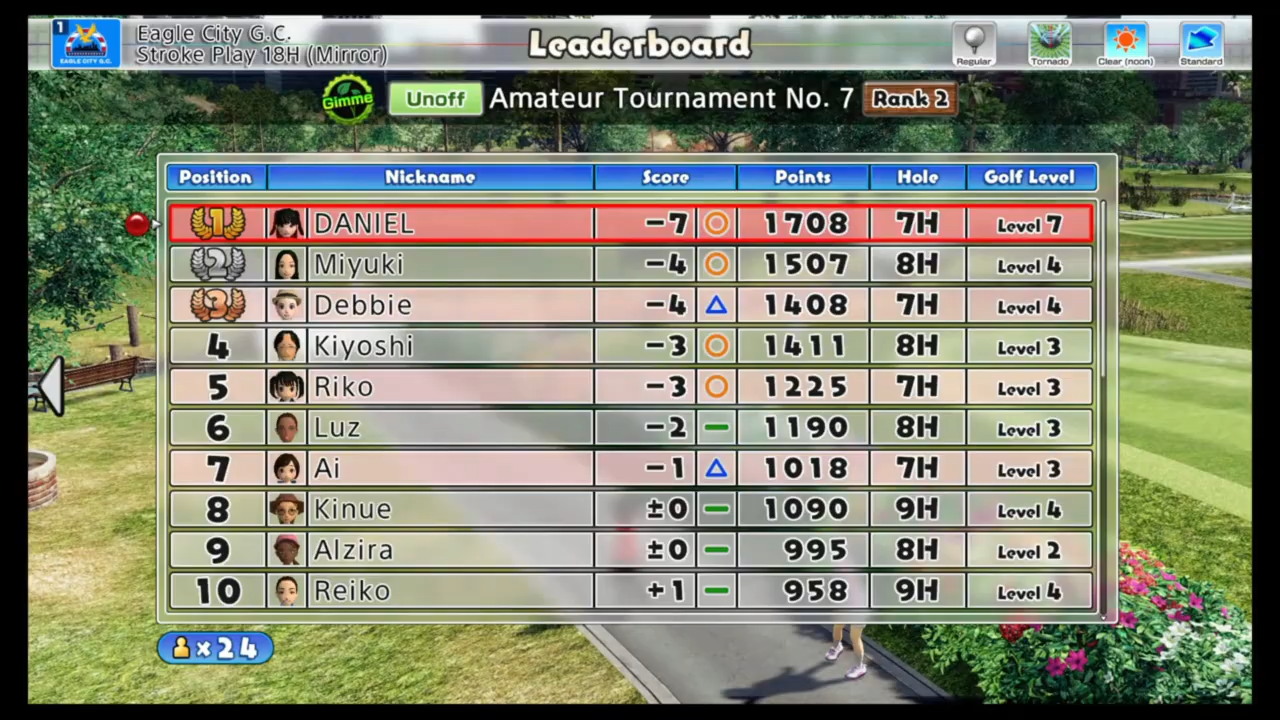 1
EAGLE CITY G.C.
Eagle City G.C.
Stroke Play 18H (Mirror)
Leaderboard
Regular
Tornado
Clear (noon)
Standard
Gimme
Unoff
Amateur Tournament No. 7
Rank 2
Position Nickname Score Points Hole Golf Level
1 DANIEL −7 1708 7H Level 7
2 Miyuki −4 1507 8H Level 4
3 Debbie −4 1408 7H Level 4
4 Kiyoshi −3 1411 8H Level 3
5 Riko −3 1225 7H Level 3
6 Luz −2 1190 8H Level 3
7 Ai −1 1018 7H Level 3
8 Kinue ±0 1090 9H Level 4
9 Alzira ±0 995 8H Level 2
10 Reiko +1 958 9H Level 4
×24